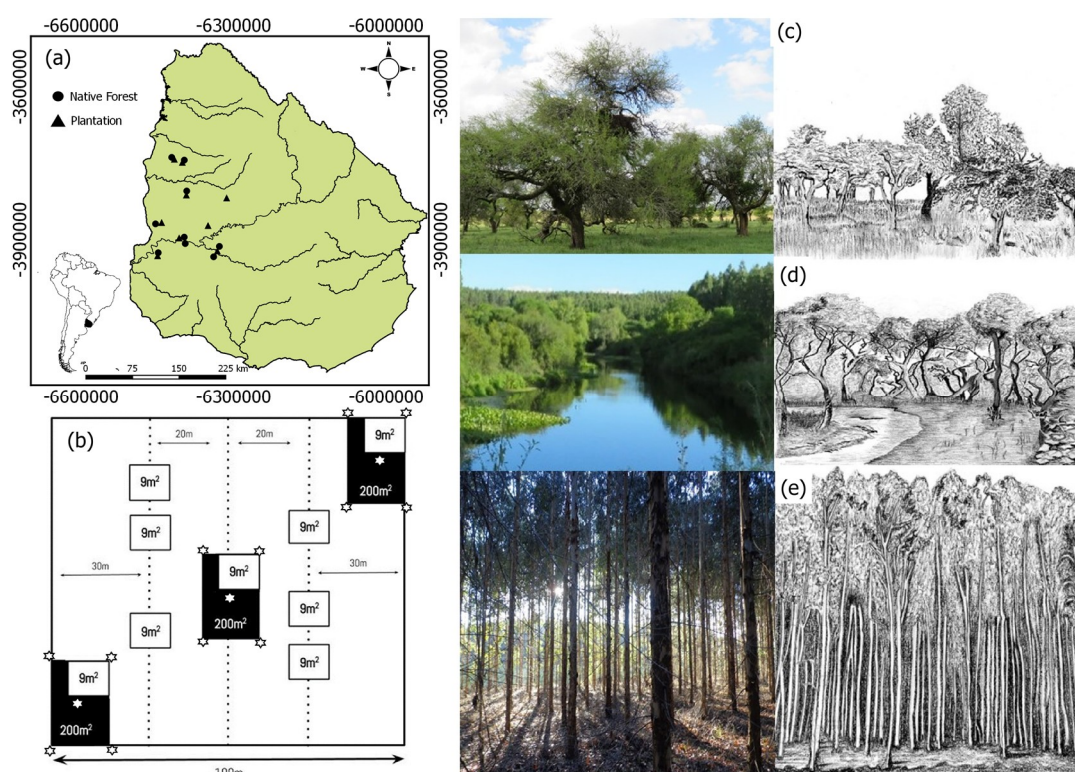 -6600000 -6300000 -6000000
(a)
Native Forest
Plantation
N
W E
S
-3600000
-3900000
-3600000
-3900000
0 75 150 225 km
-6600000 -6300000 -6000000
(b)
20m 20m
9m²
200m²
9m²
9m²
9m²
30m 30m
9m²
200m²
9m²
9m²
9m²
9m²
200m²
100m
(c)
(d)
(e)